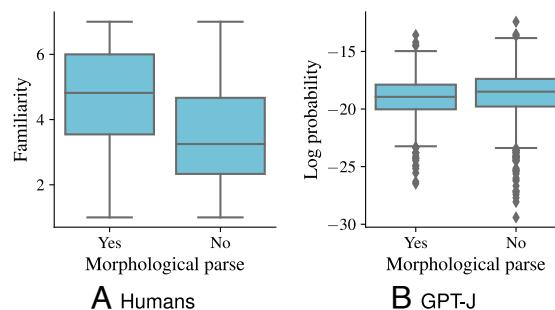 Familiarity
6
4
2
Yes
No
Morphological parse
A Humans
Log probability
−15
−20
−25
−30
Yes
No
Morphological parse
B GPT-J